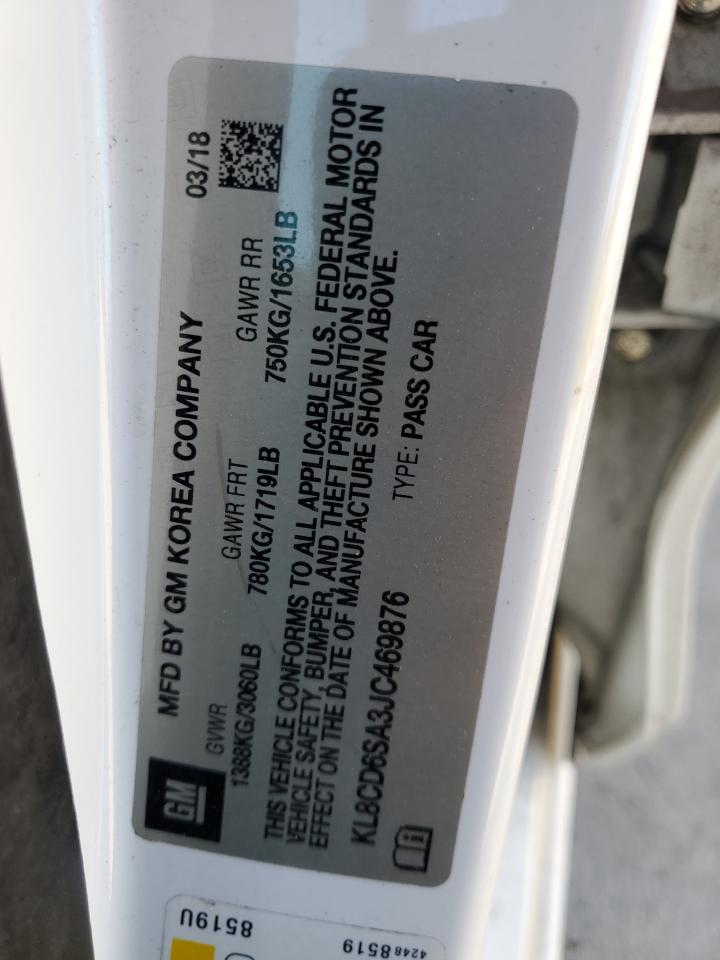 MFD BY GM KOREA COMPANY 03/18
GM
GVWR GAWR FRT GAWR RR
1388KG/3060LB 780KG/1719LB 750KG/1653LB
THIS VEHICLE CONFORMS TO ALL APPLICABLE U.S. FEDERAL MOTOR
VEHICLE SAFETY, BUMPER, AND THEFT PREVENTION STANDARDS IN
EFFECT ON THE DATE OF MANUFACTURE SHOWN ABOVE.
KL8CD6SA3JC469876 TYPE: PASS CAR
8519U
42488519